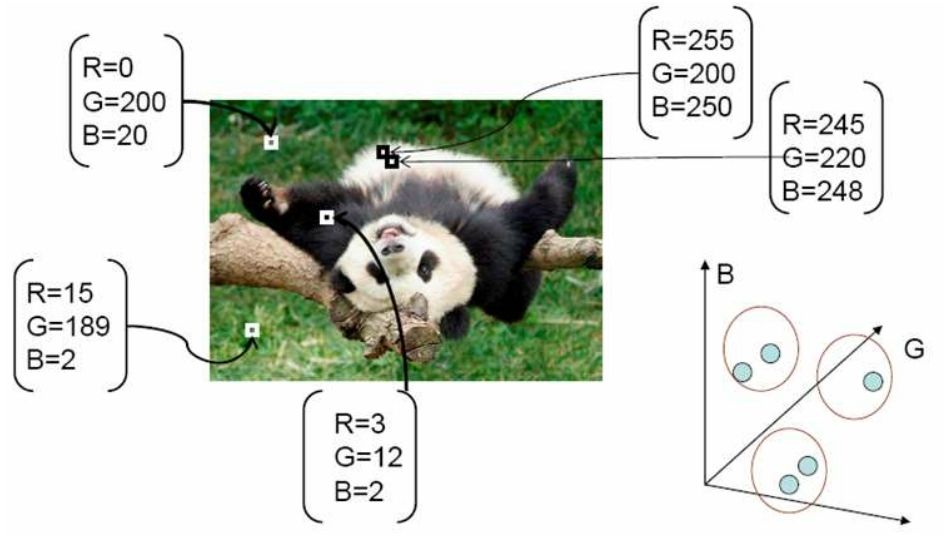 R=0
G=200
B=20
R=255
G=200
B=250
R=245
G=220
B=248
R=15
G=189
B=2
R=3
G=12
B=2
B
G